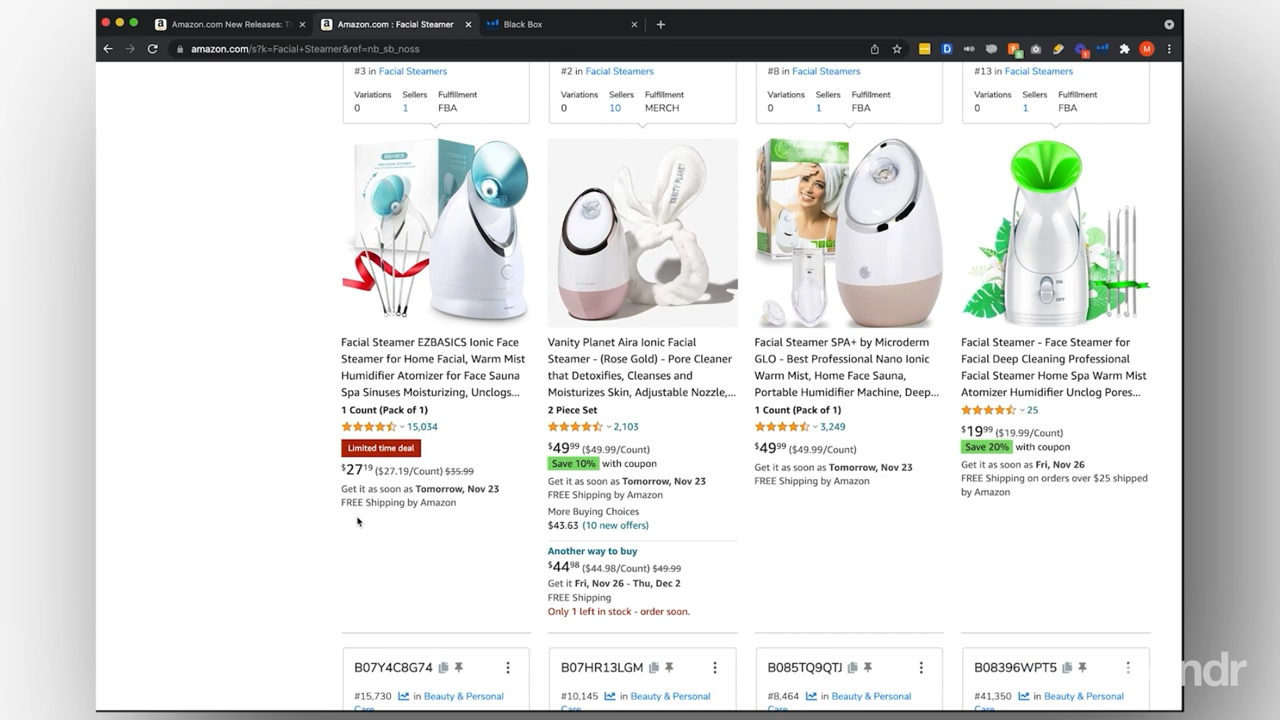 Amazon.com New Releases: Th
Amazon.com : Facial Steamer
Black Box
amazon.com/s?k=Facial+Steamer&ref=nb_sb_noss
#3 in Facial Steamers
Variations Sellers Fulfillment
0 1 FBA
#2 in Facial Steamers
Variations Sellers Fulfillment
0 10 MERCH
#8 in Facial Steamers
Variations Sellers Fulfillment
0 1 FBA
#13 in Facial Steamers
Variations Sellers Fulfillment
0 1 FBA
EZBASICS
VANITY PLANET
ON
OFF
Facial Steamer EZBASICS Ionic Face
Steamer for Home Facial, Warm Mist
Humidifier Atomizer for Face Sauna
Spa Sinuses Moisturizing, Unclogs...
1 Count (Pack of 1)
15,034
Limited time deal
$27.19 ($27.19/Count) $35.99
Get it as soon as Tomorrow, Nov 23
FREE Shipping by Amazon
Vanity Planet Aira Ionic Facial
Steamer - (Rose Gold) - Pore Cleaner
that Detoxifies, Cleanses and
Moisturizes Skin, Adjustable Nozzle,...
2 Piece Set
2,103
$49.99 ($49.99/Count)
Save 10% with coupon
Get it as soon as Tomorrow, Nov 23
FREE Shipping by Amazon
More Buying Choices
$43.63 (10 new offers)
Another way to buy
$44.98 ($44.98/Count) $49.99
Get it Fri, Nov 26 - Thu, Dec 2
FREE Shipping
Only 1 left in stock - order soon.
Facial Steamer SPA+ by Microderm
GLO - Best Professional Nano Ionic
Warm Mist, Home Face Sauna,
Portable Humidifier Machine, Deep...
1 Count (Pack of 1)
3,249
$49.99 ($49.99/Count)
Get it as soon as Tomorrow, Nov 23
FREE Shipping by Amazon
Facial Steamer - Face Steamer for
Facial Deep Cleaning Professional
Facial Steamer Home Spa Warm Mist
Atomizer Humidifier Unclog Pores...
25
$19.99 ($19.99/Count)
Save 20% with coupon
Get it as soon as Fri, Nov 26
FREE Shipping on orders over $25 shipped
by Amazon
B07Y4C8G74
#15,730 in Beauty & Personal
Care
B07HR13LGM
#10,145 in Beauty & Personal
Care
B085TQ9QTJ
#8,464 in Beauty & Personal
Care
B08396WPT5
#41,350 in Beauty & Personal
Care
ndr